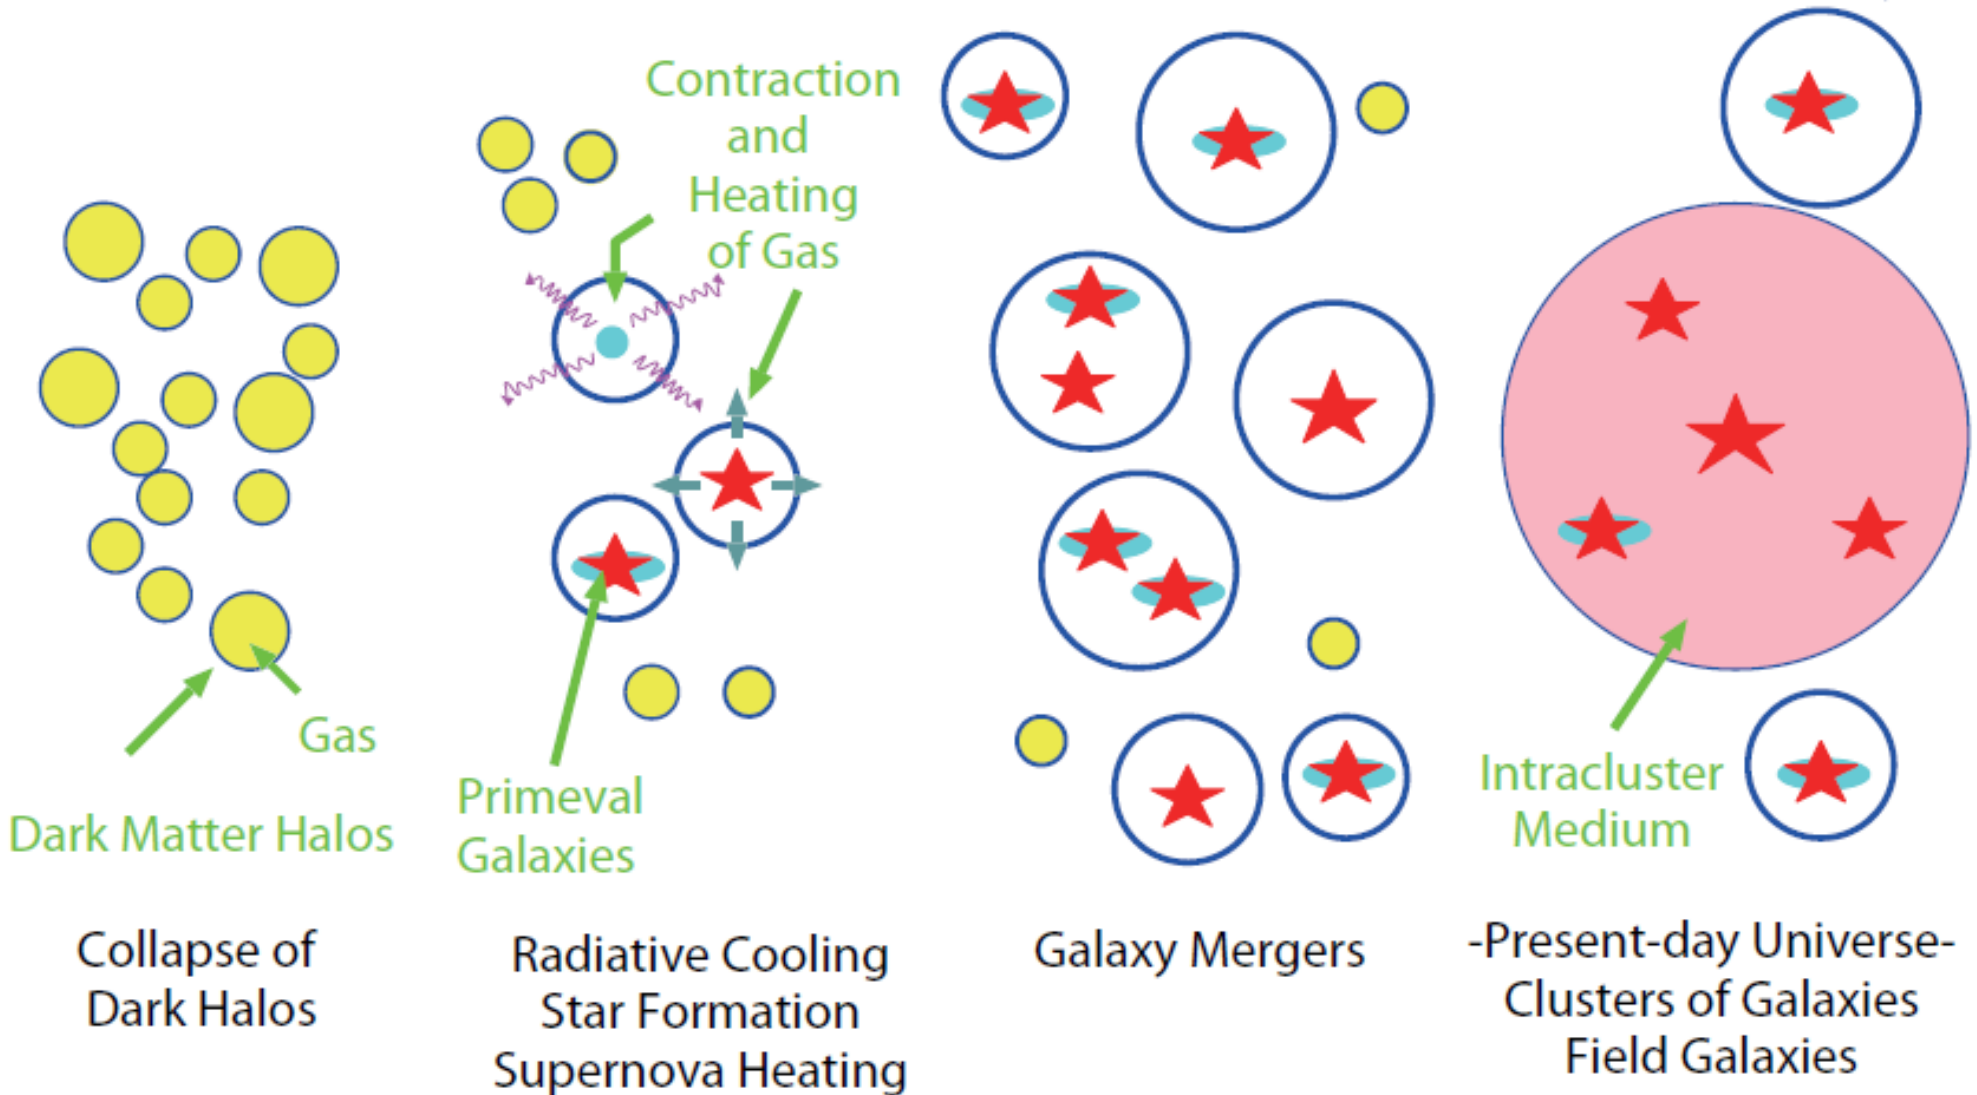 Contraction
and
Heating
of Gas
Gas
Dark Matter Halos
Primeval
Galaxies
Intracluster
Medium
Collapse of
Dark Halos
Radiative Cooling
Star Formation
Supernova Heating
Galaxy Mergers
-Present-day Universe-
Clusters of Galaxies
Field Galaxies